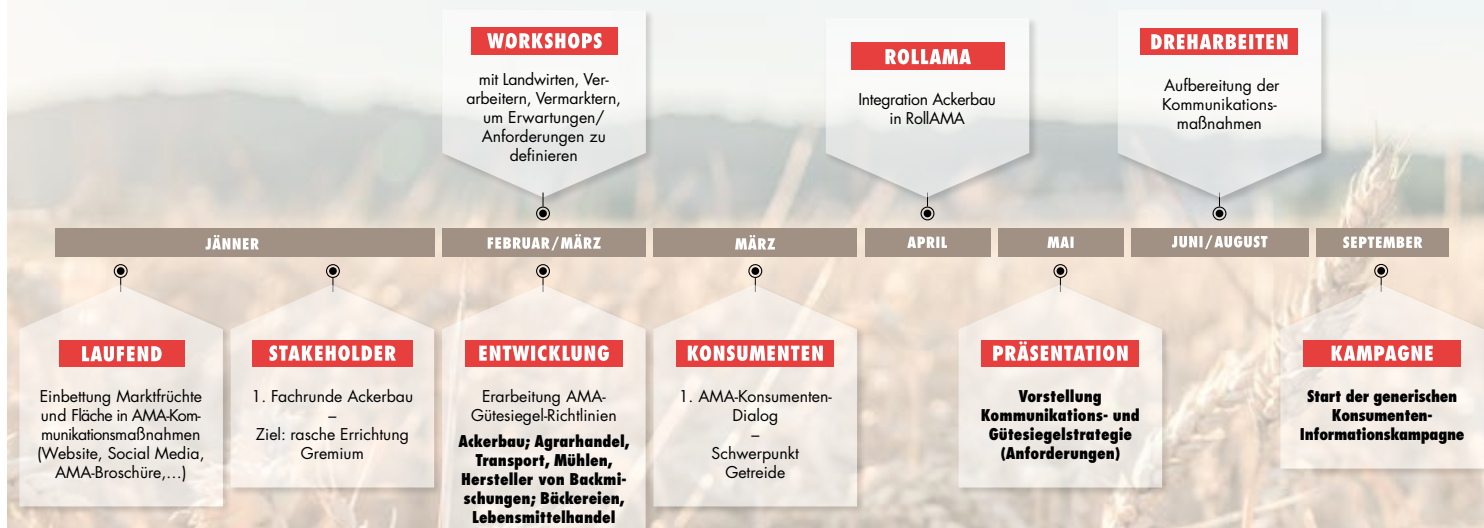 WORKSHOPS
mit Landwirten, Ver-
arbeitern, Vermarktern,
um Erwartungen/
Anforderungen zu
definieren
ROLLAMA
Integration Ackerbau
in RollAMA
DREHARBEITEN
Aufbereitung der
Kommunikations-
maßnahmen
JÄNNER
FEBRUAR/MÄRZ
MÄRZ
APRIL
MAI
JUNI/AUGUST
SEPTEMBER
LAUFEND
Einbettung Marktfrüchte
und Fläche in AMA-Kom-
munikationsmaßnahmen
(Website, Social Media,
AMA-Broschüre,…)
STAKEHOLDER
1. Fachrunde Ackerbau
–
Ziel: rasche Errichtung
Gremium
ENTWICKLUNG
Erarbeitung AMA-
Gütesiegel-Richtlinien
Ackerbau; Agrarhandel,
Transport, Mühlen,
Hersteller von Backmi-
schungen; Bäckereien,
Lebensmittelhandel
KONSUMENTEN
1. AMA-Konsumenten-
Dialog
–
Schwerpunkt
Getreide
PRÄSENTATION
Vorstellung
Kommunikations- und
Gütesiegelstrategie
(Anforderungen)
KAMPAGNE
Start der generischen
Konsumenten-
Informationskampagne